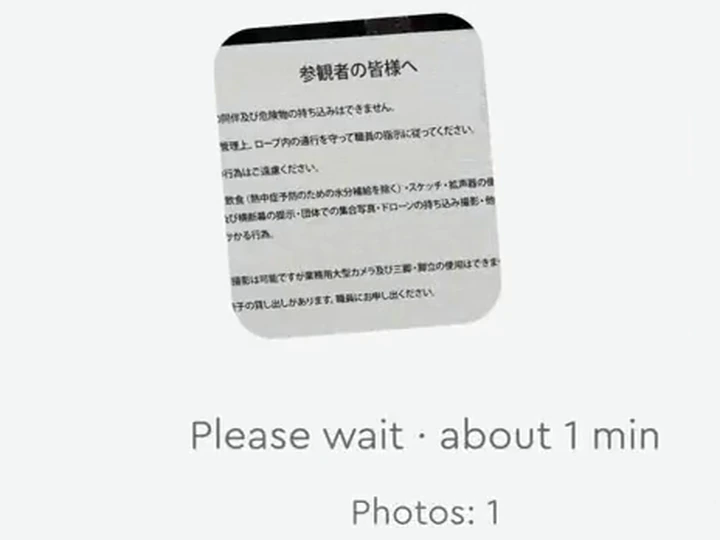 参観者の皆様へ
の同伴及び危険物の持ち込みはできません。
管理上、ロープ内の通行を守って職員の指示に従ってください。
行為はご遠慮ください。
飲食（熱中症予防のための水分補給を除く）・スケッチ・拡声器の使
び横断幕の提示・団体での集合写真・ドローンの持ち込み撮影・他
かかる行為。
撮影は可能ですが業務用大型カメラ及び三脚・脚立の使用はできま
子の貸し出しがあります。職員にお申し出ください。
Please wait · about 1 min
Photos: 1